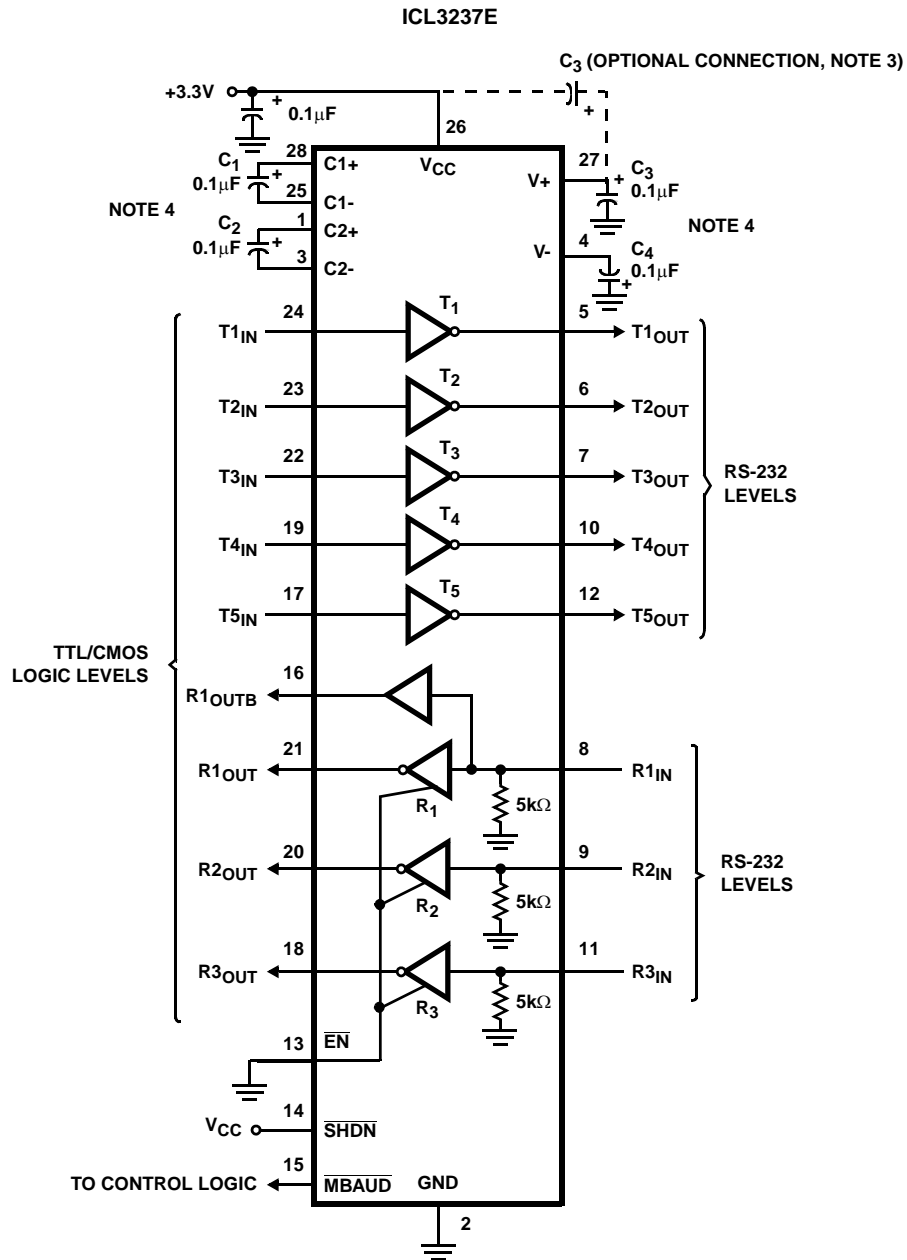 ICL3237E
C3 (OPTIONAL CONNECTION, NOTE 3)
+3.3V
+ 0.1μF
26
VCC
28
C1+
C1
0.1μF
+
25
C1-
NOTE 4
1
C2+
C2
0.1μF
+
3
C2-
+
27
V+
+
C3
0.1μF
NOTE 4
4
V-
C4
0.1μF
+
T1IN
24
T1
5
T1OUT
T2IN
23
T2
6
T2OUT
T3IN
22
T3
7
T3OUT
T4IN
19
T4
10
T4OUT
T5IN
17
T5
12
T5OUT
RS-232
LEVELS
TTL/CMOS
LOGIC LEVELS
R1OUTB
16
R1OUT
21
R1
8
R1IN
5kΩ
R2OUT
20
R2
9
R2IN
5kΩ
R3OUT
18
R3
11
R3IN
5kΩ
RS-232
LEVELS
13
EN
VCC
14
SHDN
TO CONTROL LOGIC
15
MBAUD
GND
2